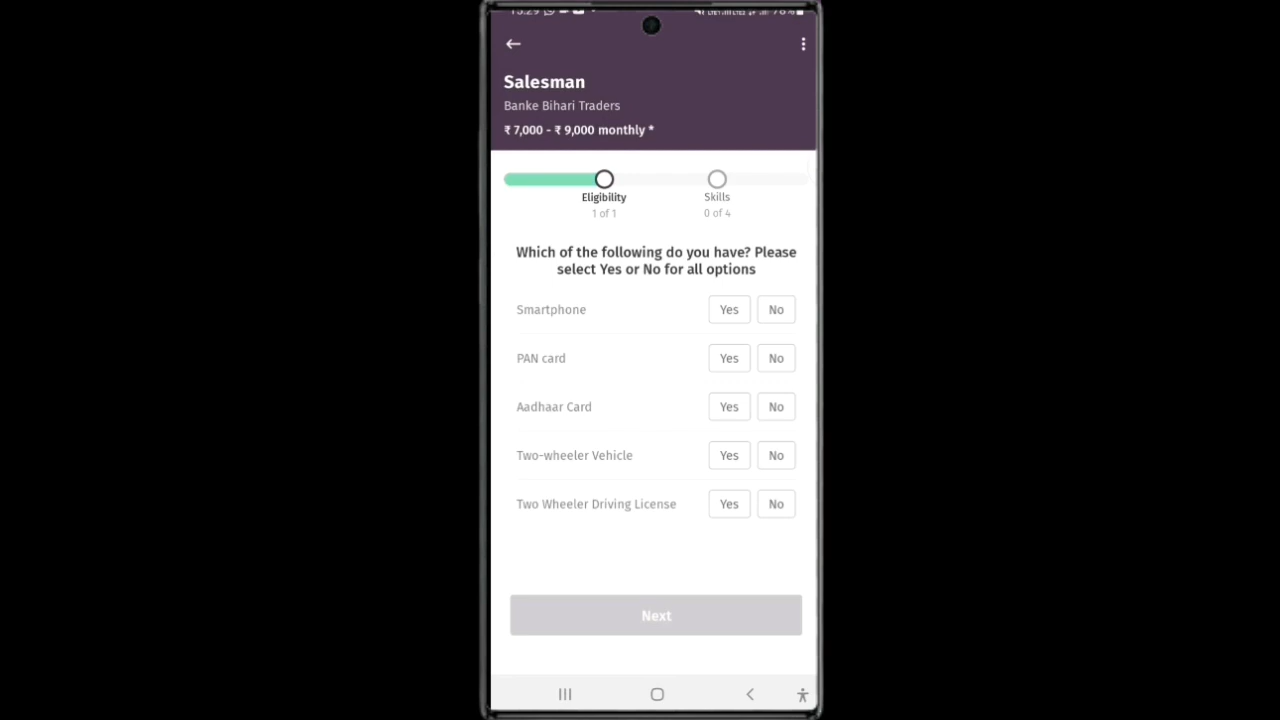 Salesman
Banke Bihari Traders
₹ 7,000 - ₹ 9,000 monthly *
Eligibility
Skills
1 of 1
0 of 4
Which of the following do you have? Please
select Yes or No for all options
Smartphone Yes No
PAN card Yes No
Aadhaar Card Yes No
Two-wheeler Vehicle Yes No
Two Wheeler Driving License Yes No
Next